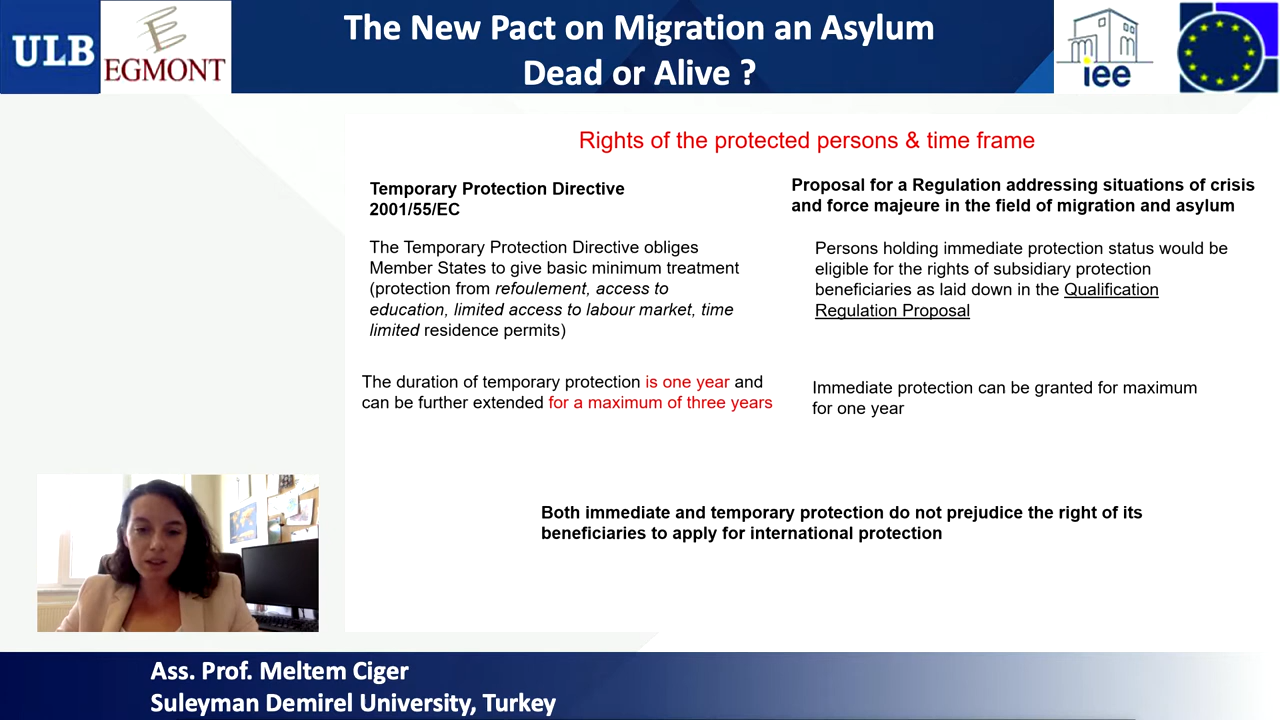 ULB
EGMONT
The New Pact on Migration an Asylum
Dead or Alive ?
iee
Rights of the protected persons & time frame
Temporary Protection Directive
2001/55/EC
The Temporary Protection Directive obliges
Member States to give basic minimum treatment
(protection from refoulement, access to
education, limited access to labour market, time
limited residence permits)
The duration of temporary protection is one year and
can be further extended for a maximum of three years
Proposal for a Regulation addressing situations of crisis
and force majeure in the field of migration and asylum
Persons holding immediate protection status would be
eligible for the rights of subsidiary protection
beneficiaries as laid down in the Qualification
Regulation Proposal
Immediate protection can be granted for maximum
for one year
Both immediate and temporary protection do not prejudice the right of its
beneficiaries to apply for international protection
Ass. Prof. Meltem Ciger
Suleyman Demirel University, Turkey